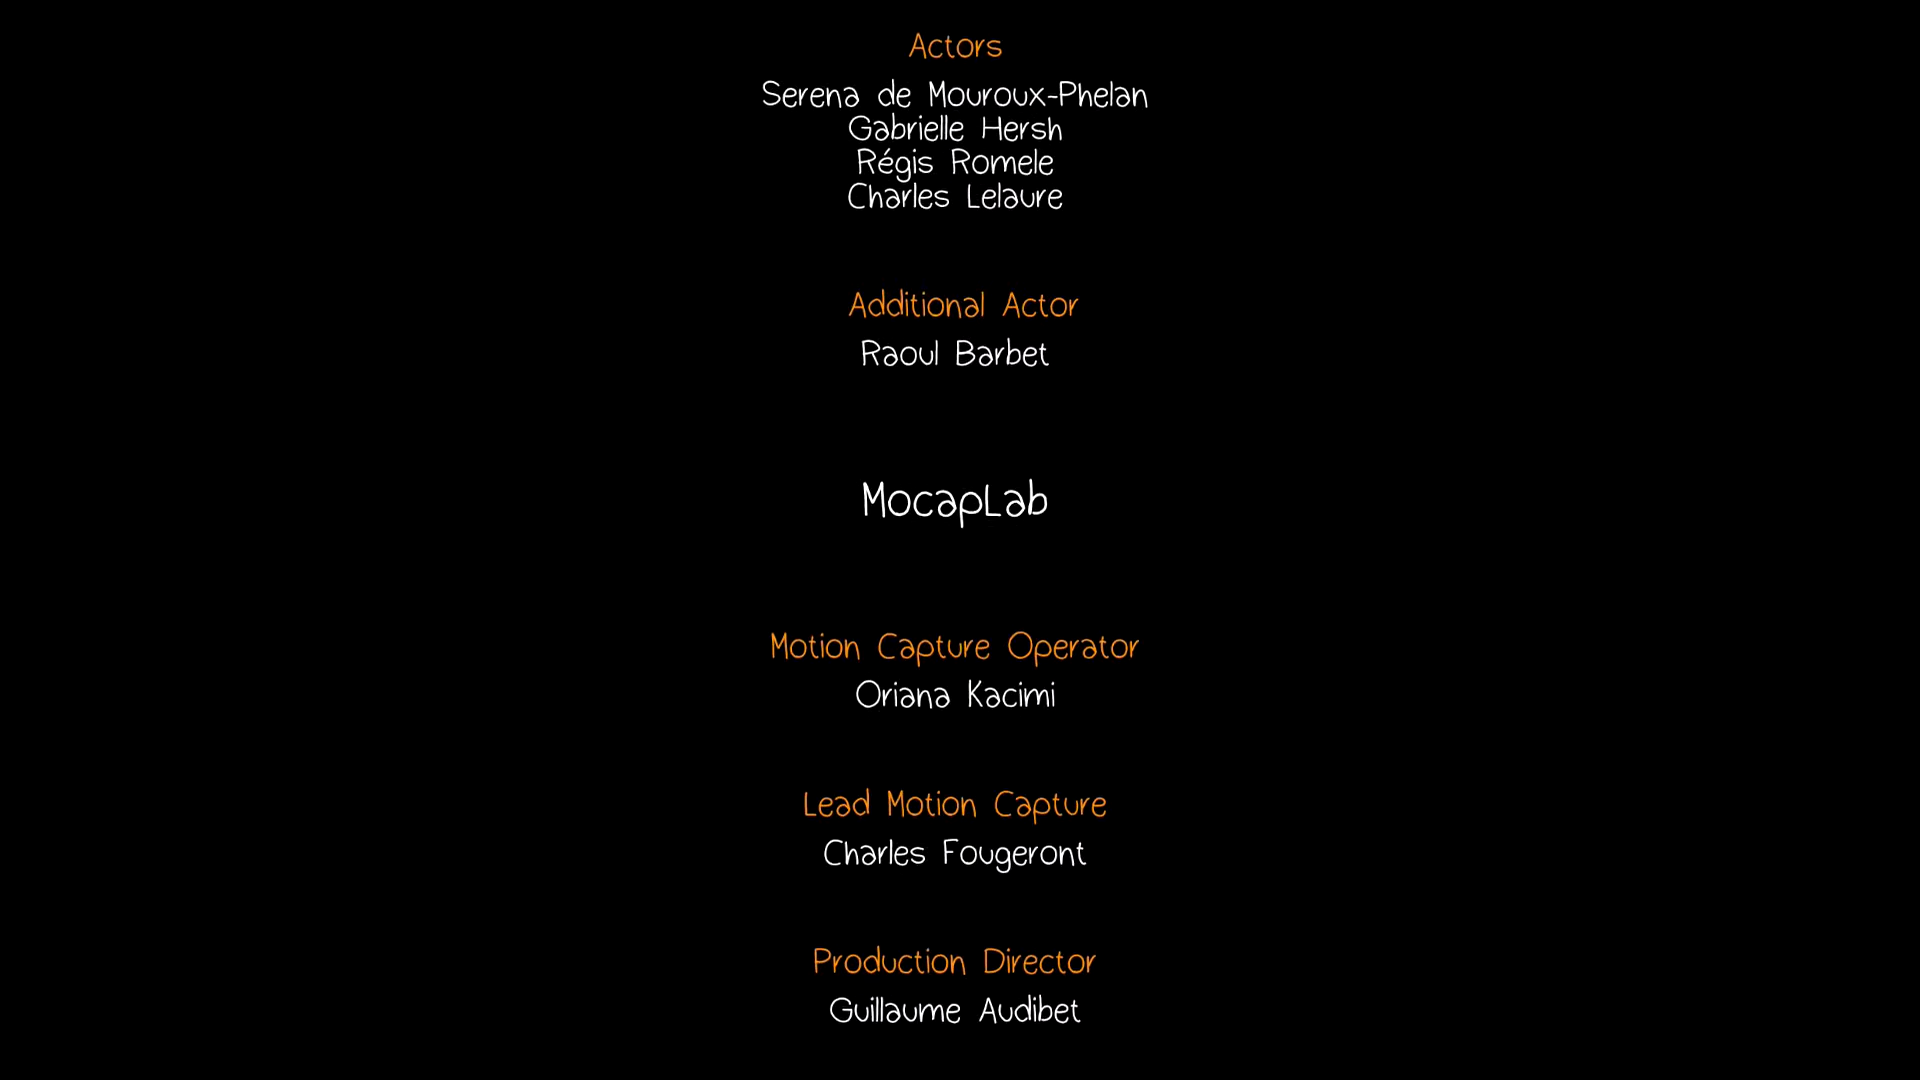 Actors
Serena de Mouroux-Phelan
Gabrielle Hersh
Régis Romele
Charles Lelaure
Additional Actor
Raoul Barbet
MocapLab
Motion Capture Operator
Oriana Kacimi
Lead Motion Capture
Charles Fougeront
Production Director
Guillaume Audibet